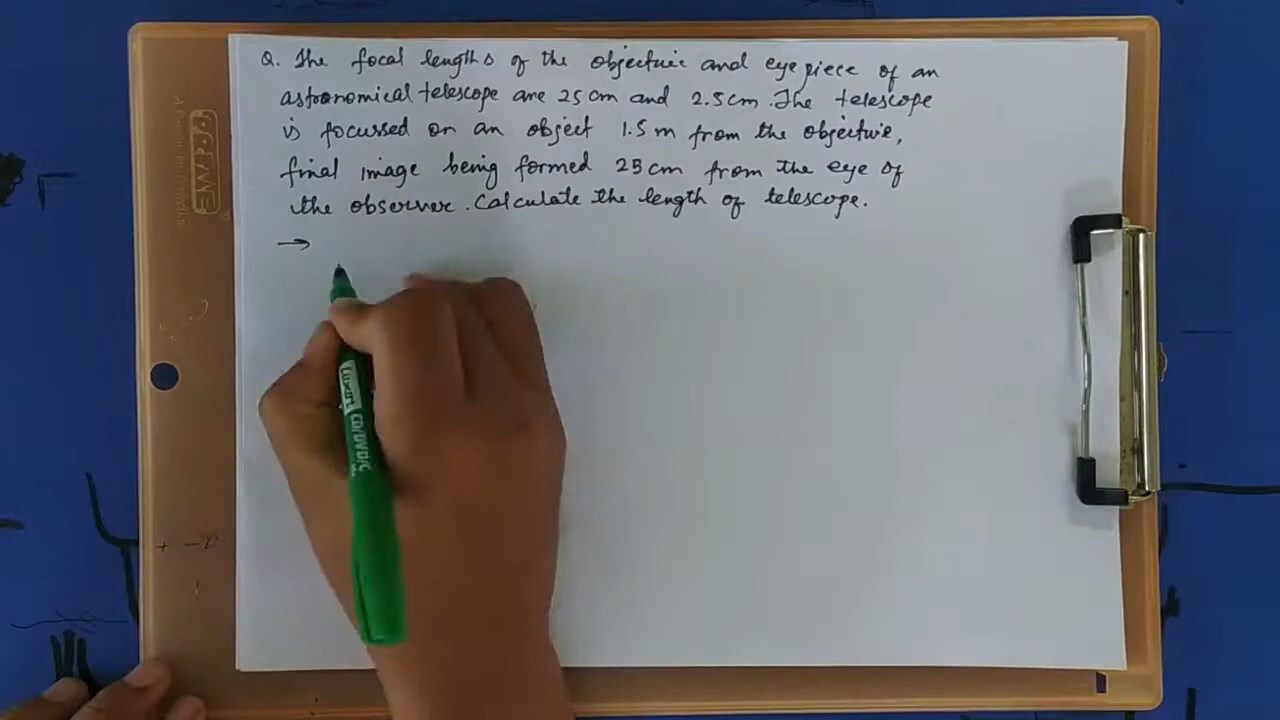 Q. The focal lengths of the objective and eye piece of an
astronomical telescope are 25 cm and 2.5 cm. The telescope
is focussed on an object 1.5 m from the objective,
final image being formed 25 cm from the eye of
the observer. Calculate the length of telescope.
→